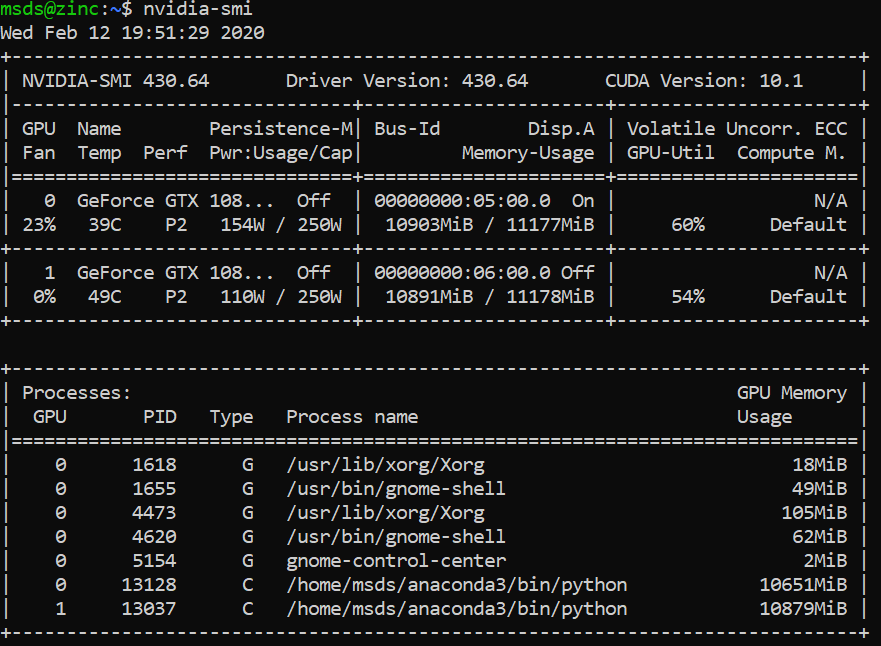 msds@zinc:~$ nvidia-smi
Wed Feb 12 19:51:29 2020
+-----------------------------------------------------------------------------+
| NVIDIA-SMI 430.64       Driver Version: 430.64       CUDA Version: 10.1     |
|-------------------------------+----------------------+----------------------+
| GPU  Name        Persistence-M| Bus-Id        Disp.A | Volatile Uncorr. ECC |
| Fan  Temp  Perf  Pwr:Usage/Cap|         Memory-Usage | GPU-Util  Compute M. |
|===============================+======================+======================|
|   0  GeForce GTX 108...  Off  | 00000000:05:00.0  On |                  N/A |
| 23%   39C    P2   154W / 250W |  10903MiB / 11177MiB |     60%      Default |
+-------------------------------+----------------------+----------------------+
|   1  GeForce GTX 108...  Off  | 00000000:06:00.0 Off |                  N/A |
|  0%   49C    P2   110W / 250W |  10891MiB / 11178MiB |     54%      Default |
+-------------------------------+----------------------+----------------------+

+-----------------------------------------------------------------------------+
| Processes:                                                       GPU Memory |
|  GPU       PID   Type   Process name                             Usage      |
|=============================================================================|
|    0      1618      G   /usr/lib/xorg/Xorg                            18MiB |
|    0      1655      G   /usr/bin/gnome-shell                          49MiB |
|    0      4473      G   /usr/lib/xorg/Xorg                           105MiB |
|    0      4620      G   /usr/bin/gnome-shell                          62MiB |
|    0      5154      G   gnome-control-center                           2MiB |
|    0     13128      C   /home/msds/anaconda3/bin/python            10651MiB |
|    1     13037      C   /home/msds/anaconda3/bin/python            10879MiB |
+-----------------------------------------------------------------------------+